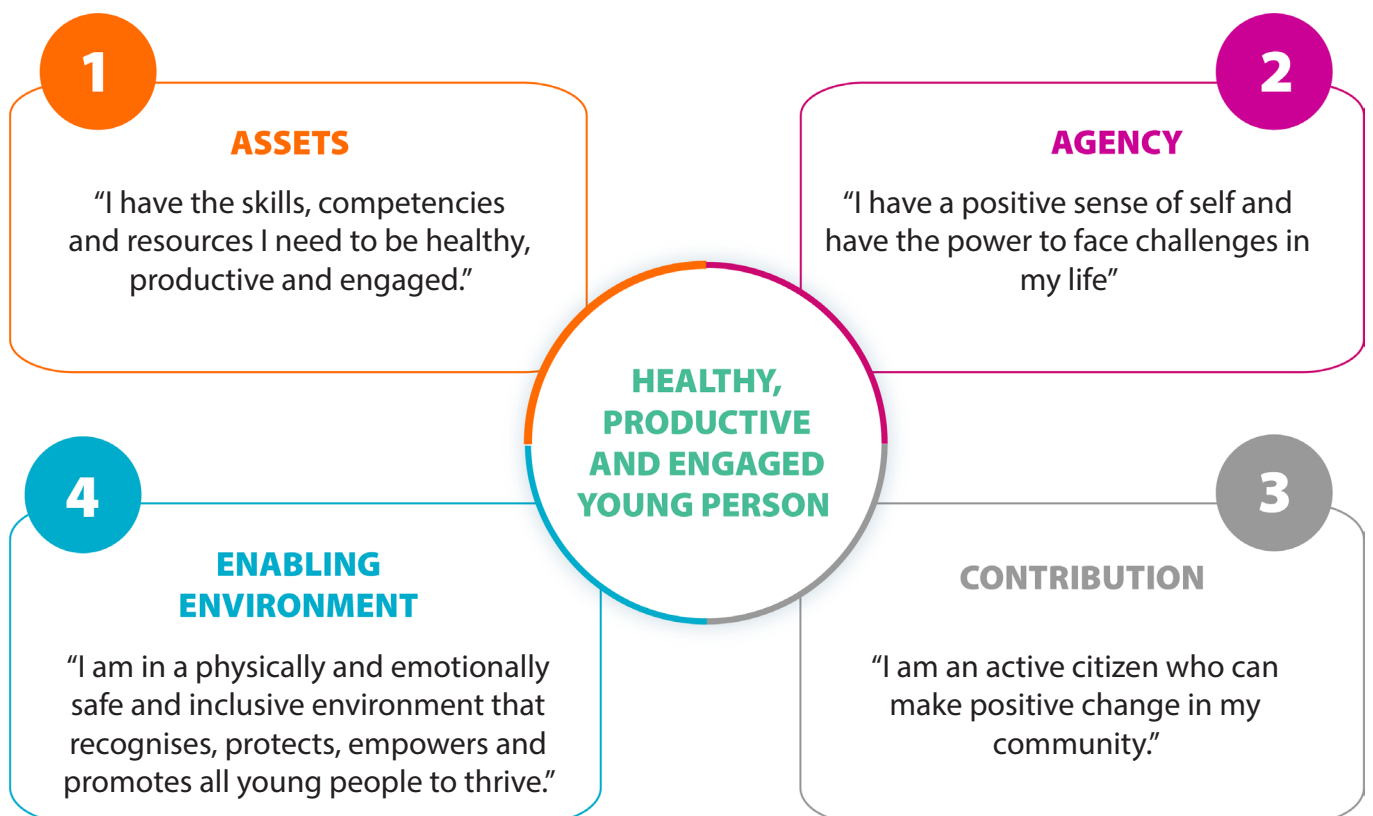 1
ASSETS
“I have the skills, competencies
and resources I need to be healthy,
productive and engaged.”
2
AGENCY
“I have a positive sense of self and
have the power to face challenges in
my life”
HEALTHY,
PRODUCTIVE
AND ENGAGED
YOUNG PERSON
3
CONTRIBUTION
“I am an active citizen who can
make positive change in my
community.”
4
ENABLING
ENVIRONMENT
“I am in a physically and emotionally
safe and inclusive environment that
recognises, protects, empowers and
promotes all young people to thrive.”